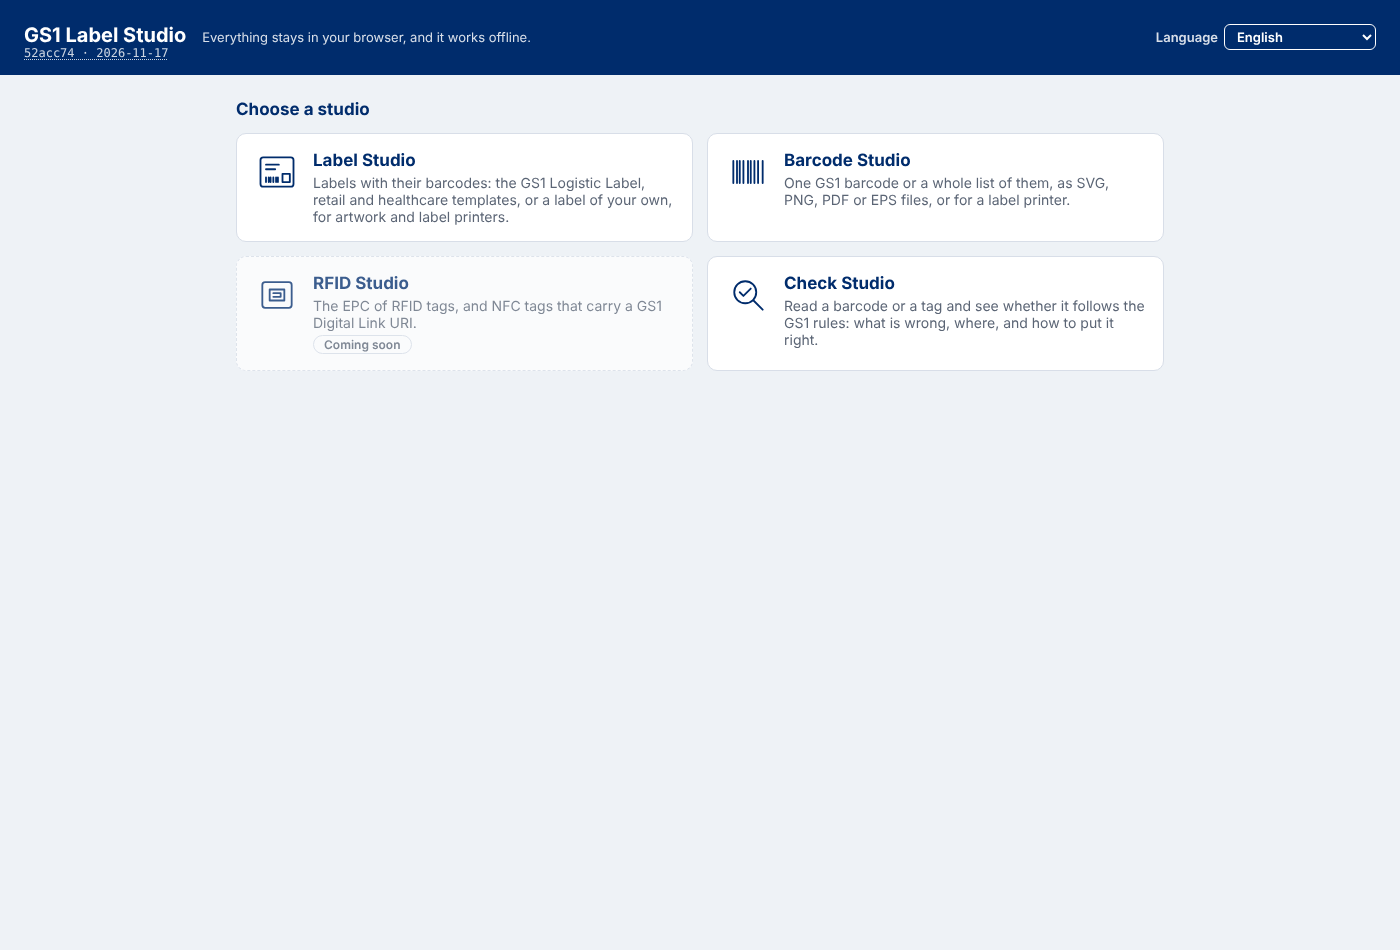 GS1 Label Studio
52acc74 · 2026-11-17
Everything stays in your browser, and it works offline.
Language
English
Choose a studio
Label Studio
Labels with their barcodes: the GS1 Logistic Label,
retail and healthcare templates, or a label of your own,
for artwork and label printers.
Barcode Studio
One GS1 barcode or a whole list of them, as SVG,
PNG, PDF or EPS files, or for a label printer.
RFID Studio
The EPC of RFID tags, and NFC tags that carry a GS1
Digital Link URI.
Coming soon
Check Studio
Read a barcode or a tag and see whether it follows the
GS1 rules: what is wrong, where, and how to put it
right.